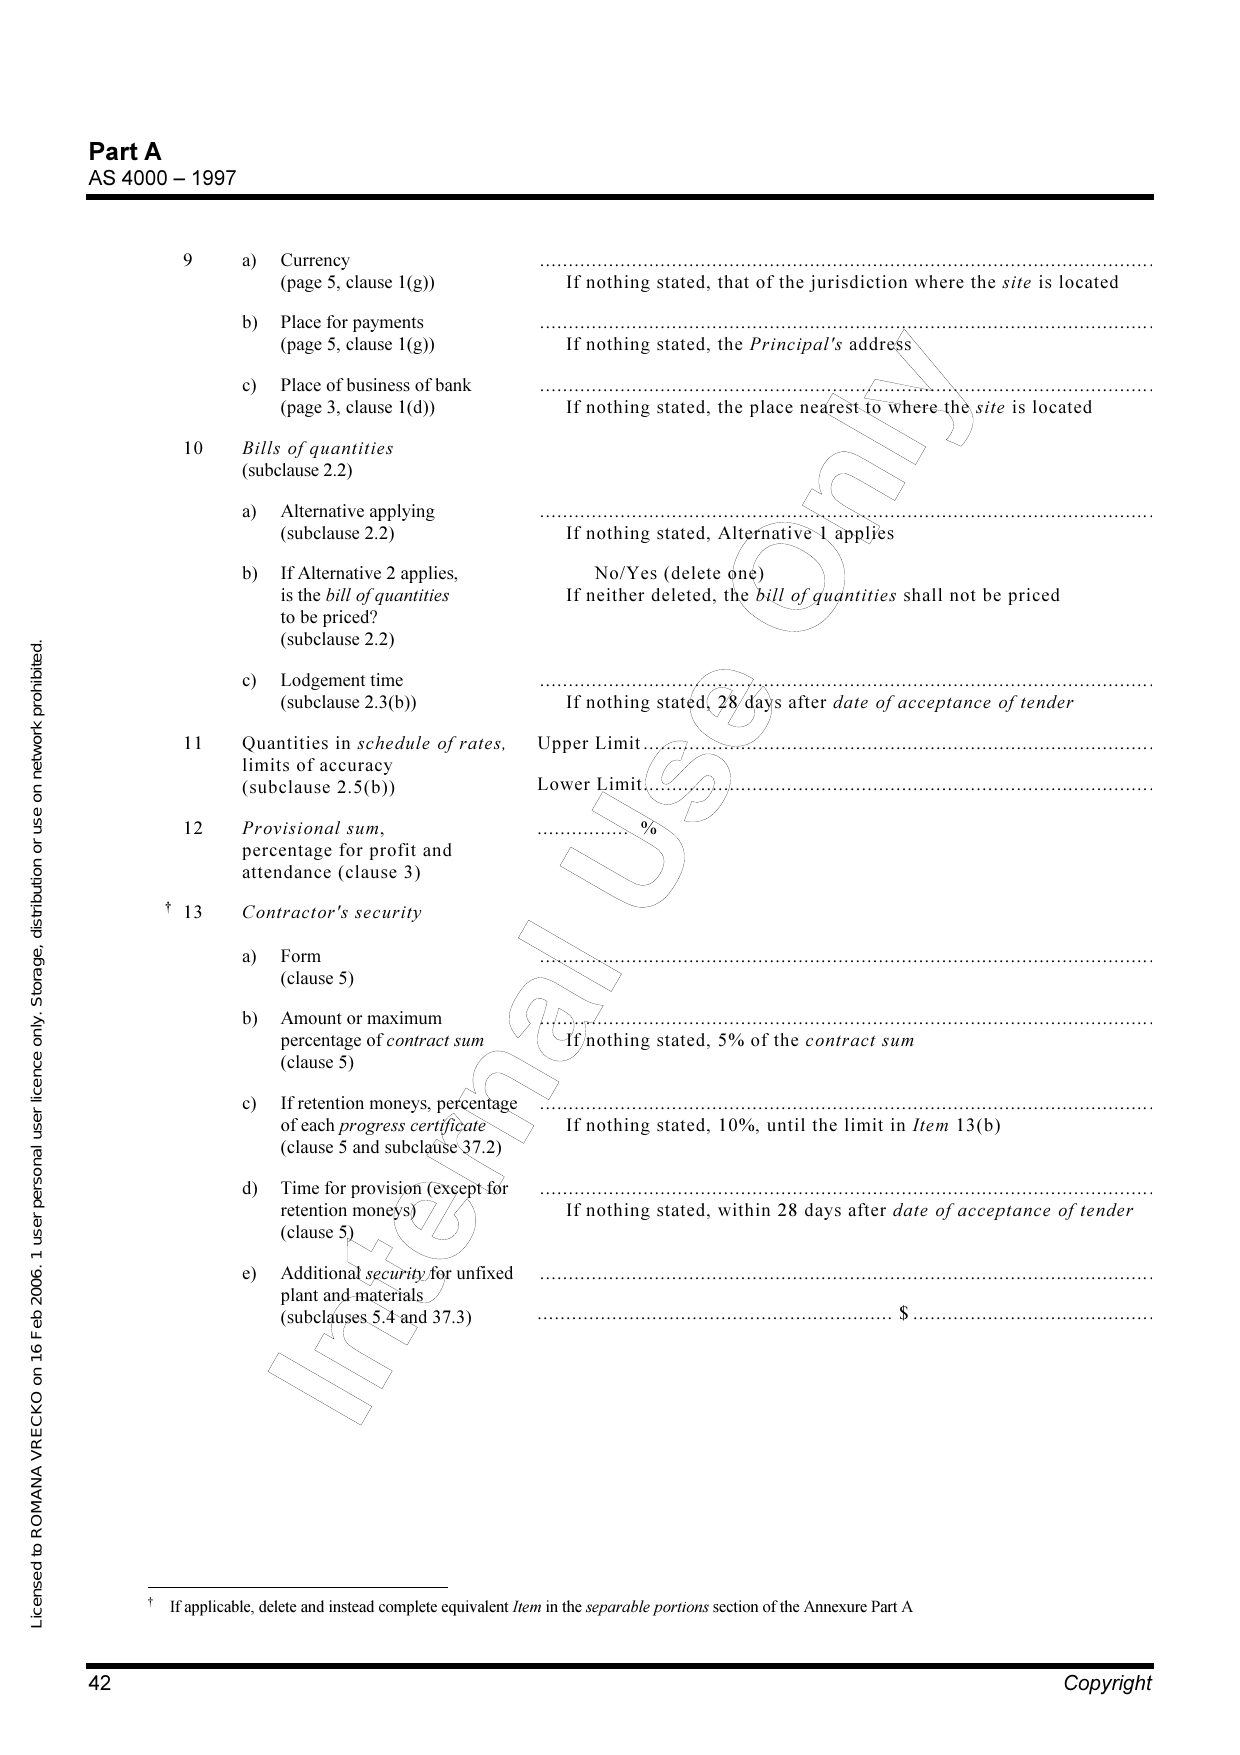 Part A
AS 4000 – 1997
9 a) Currency ........................................
(page 5, clause 1(g)) If nothing stated, that of the jurisdiction where the site is located
b) Place for payments ........................................
(page 5, clause 1(g)) If nothing stated, the Principal's address
c) Place of business of bank ........................................
(page 3, clause 1(d)) If nothing stated, the place nearest to where the site is located
10 Bills of quantities
(subclause 2.2)
a) Alternative applying ........................................
(subclause 2.2) If nothing stated, Alternative 1 applies
b) If Alternative 2 applies, No/Yes (delete one)
is the bill of quantities If neither deleted, the bill of quantities shall not be priced
to be priced?
(subclause 2.2)
c) Lodgement time ........................................
(subclause 2.3(b)) If nothing stated, 28 days after date of acceptance of tender
11 Quantities in schedule of rates, Upper Limit ........................................
limits of accuracy
(subclause 2.5(b)) Lower Limit ........................................
12 Provisional sum, ................ %
percentage for profit and
attendance (clause 3)
† 13 Contractor's security
a) Form ........................................
(clause 5)
b) Amount or maximum ........................................
percentage of contract sum If nothing stated, 5% of the contract sum
(clause 5)
c) If retention moneys, percentage ........................................
of each progress certificate If nothing stated, 10%, until the limit in Item 13(b)
(clause 5 and subclause 37.2)
d) Time for provision (except for ........................................
retention moneys) If nothing stated, within 28 days after date of acceptance of tender
(clause 5)
e) Additional security for unfixed ........................................
plant and materials
(subclauses 5.4 and 37.3) ........................................ $ ........................................
† If applicable, delete and instead complete equivalent Item in the separable portions section of the Annexure Part A
42 Copyright
Licensed to ROMANA VRECKO on 16 Feb 2006. 1 user personal user licence only. Storage, distribution or use on network prohibited.
Internal Use Only